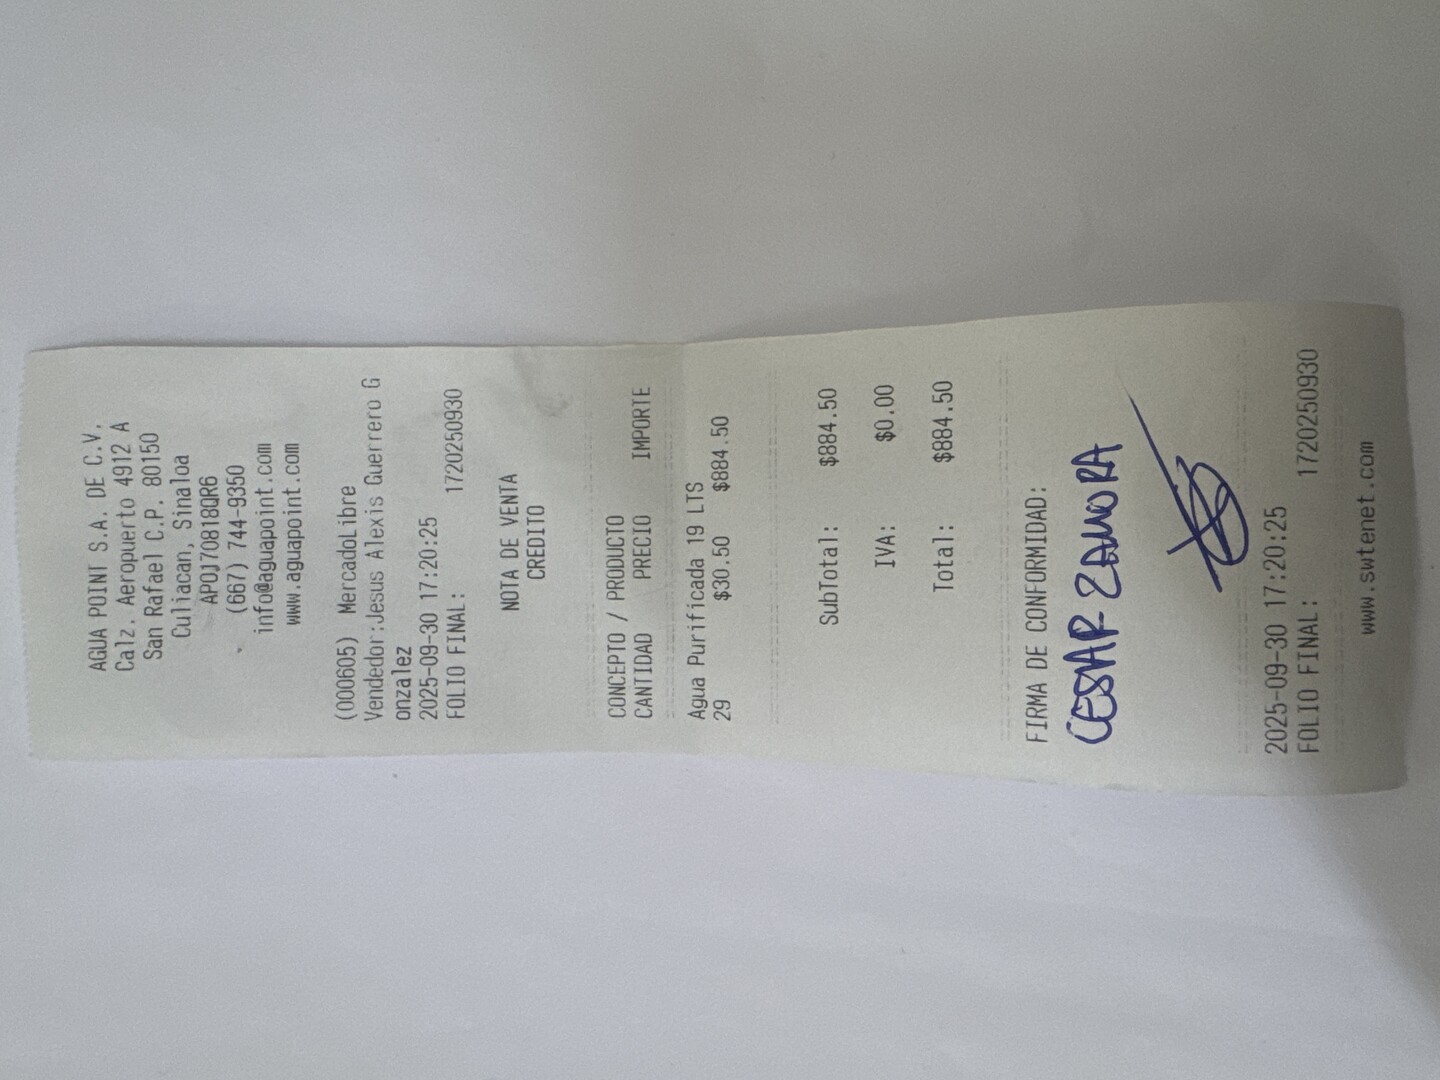 AGUA POINT S.A. DE C.V.
Calz. Aeropuerto 4912 A
San Rafael C.P. 80150
Culiacan, Sinaloa
APO170818QR6
(667) 744-9350
info@aguapoint.com
www.aguapoint.com
(000605) MercadoLibre
Vendedor:Jesus Alexis Guerrero G
onzalez
2025-09-30 17:20:25
FOLIO FINAL: 1720250930
NOTA DE VENTA
CREDITO
CONCEPTO / PRODUCTO
CANTIDAD PRECIO IMPORTE
Agua Purificada 19 LTS
29 $30.50 $884.50
SubTotal: $884.50
IVA: $0.00
Total: $884.50
FIRMA DE CONFORMIDAD:
CESAR ZAMORA
2025-09-30 17:20:25
FOLIO FINAL: 1720250930
www.swtenet.com